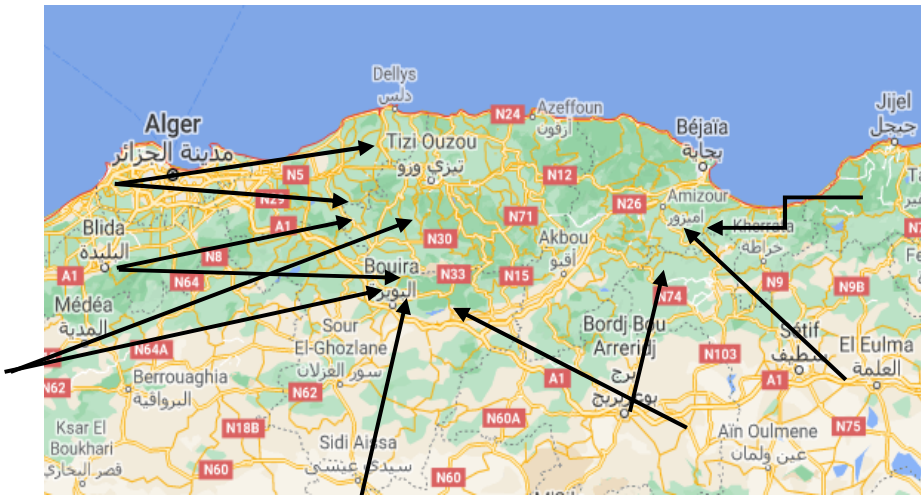 Dellys
دلس
N24
Azeffoun
أزفون
Jijel
جيجل
Alger
مدينة الجزائر
Tizi Ouzou
تيزي وزو
Béjaïa
بجاية
N5
N12
N29
N26
Amizour
أميزور
Blida
البليدة
A1
N71
Khorrata
خراطة
N30
Akbou
أقبو
N8
A1
N64
Bouira
البويرة
N33
N15
N9
N9B
N74
Médéa
المدية
Bordj Bou
Arreridj
برج
بوعريريج
Sour
El-Ghozlane
سور الغزلان
Sétif
سطيف
El Eulma
العلمة
N64A
N103
N62
Berrouaghia
البرواقية
N62
A1
A1
N60A
N18B
Ksar El
Boukhari
قصر البخاري
Sidi Aissa
سيدي عيسى
Aïn Oulmene
عين ولمان
N75
N60
N60